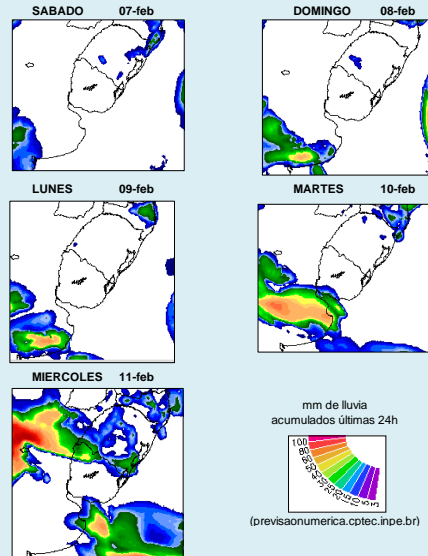 SABADO 07-feb
DOMINGO 08-feb
LUNES 09-feb
MARTES 10-feb
MIERCOLES 11-feb
mm de lluvia
acumulados últimas 24h
100
80
60
(previsaonumerica.cptec.inpe.br)